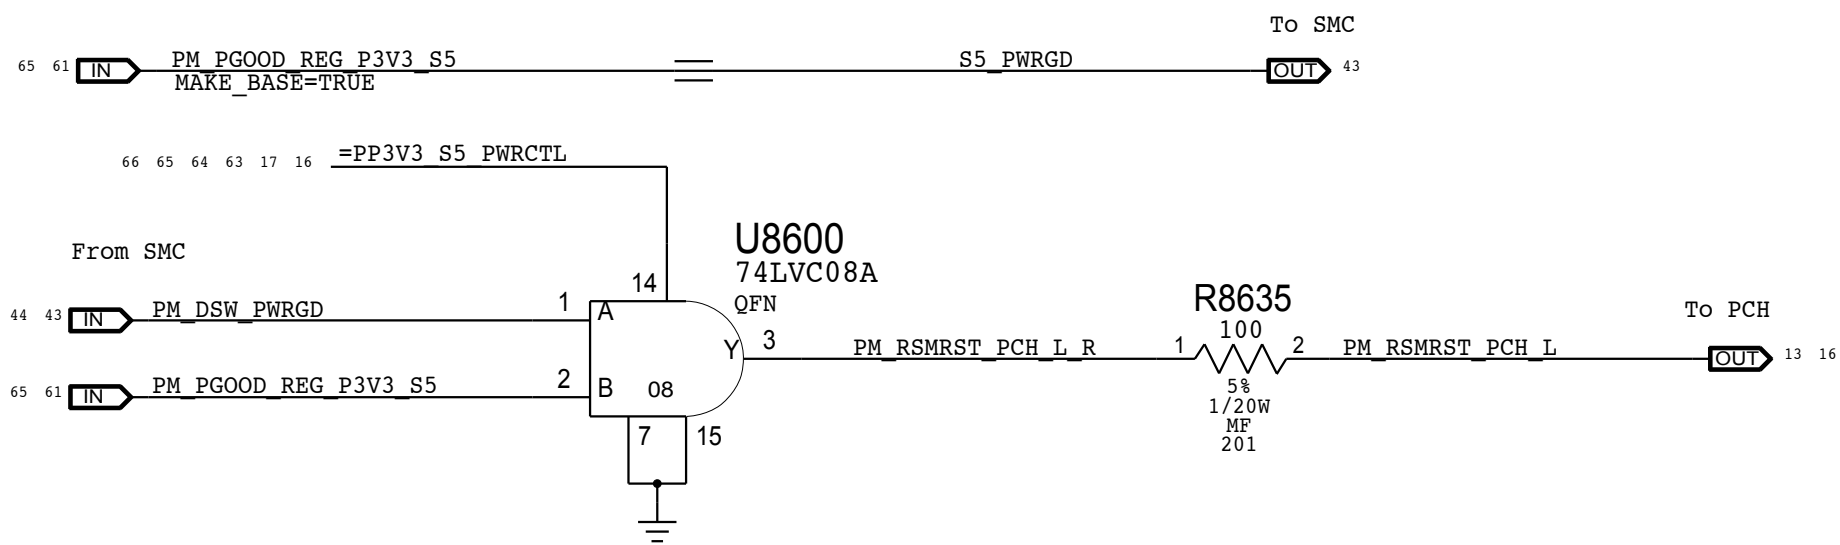 To SMC
65 61 IN PM_PGOOD_REG_P3V3_S5 S5_PWRGD OUT 43
MAKE_BASE=TRUE
66 65 64 63 17 16 =PP3V3_S5_PWRCTL
From SMC
U8600
74LVC08A
QFN
14
44 43 IN PM_DSW_PWRGD 1 A
R8635
100
To PCH
Y 3 PM_RSMRST_PCH_L_R 1 2 PM_RSMRST_PCH_L OUT 13 16
65 61 IN PM_PGOOD_REG_P3V3_S5 2 B 08
5%
1/20W
MF
201
7 15